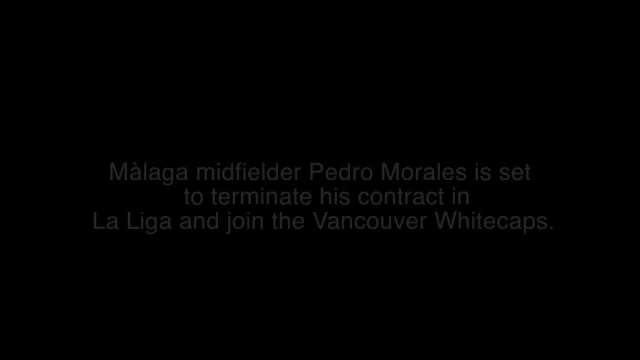 Màlaga midfielder Pedro Morales is set
to terminate his contract in
La Liga and join the Vancouver Whitecaps.